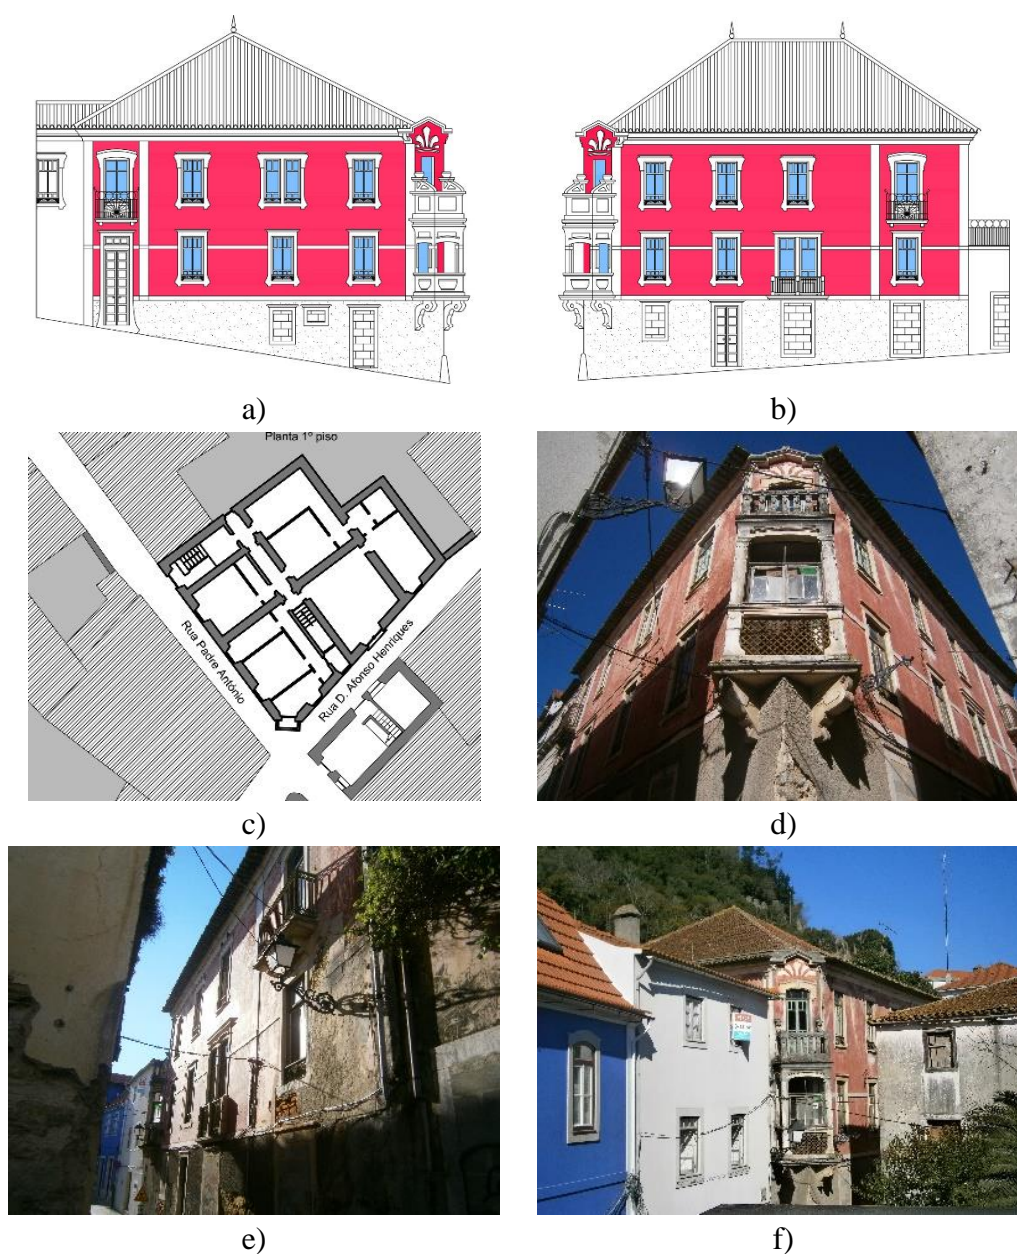 a)
b)
Planta 1º piso
Rua Padre António
Rua D. Afonso Henriques
c)
d)
e)
f)